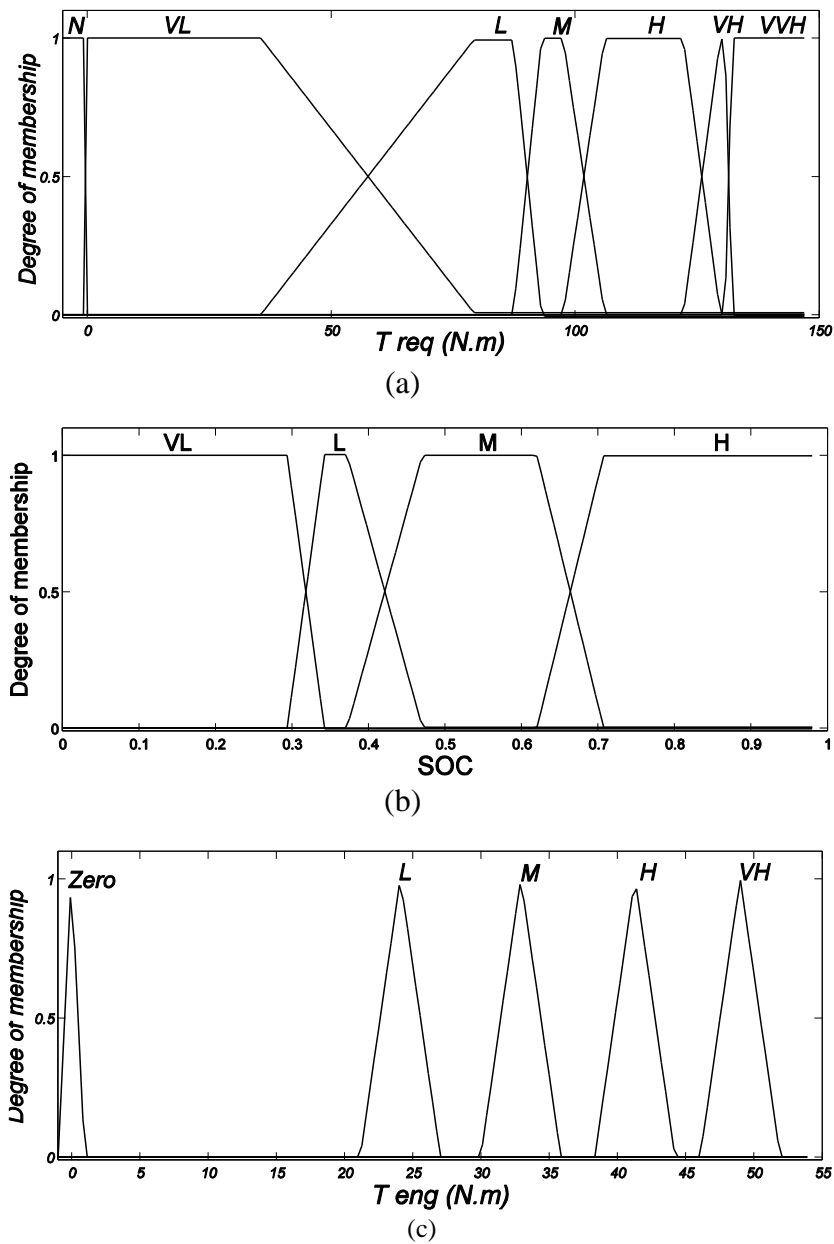 N VL L M H VH VVH
1
0.5
0
Degree of membership
0 50 100 150
T req (N.m)
(a)
VL L M H
1
0.5
0
Degree of membership
0 0.1 0.2 0.3 0.4 0.5 0.6 0.7 0.8 0.9 1
SOC
(b)
Zero L M H VH
1
0.5
0
Degree of membership
0 5 10 15 20 25 30 35 40 45 50 55
T eng (N.m)
(c)